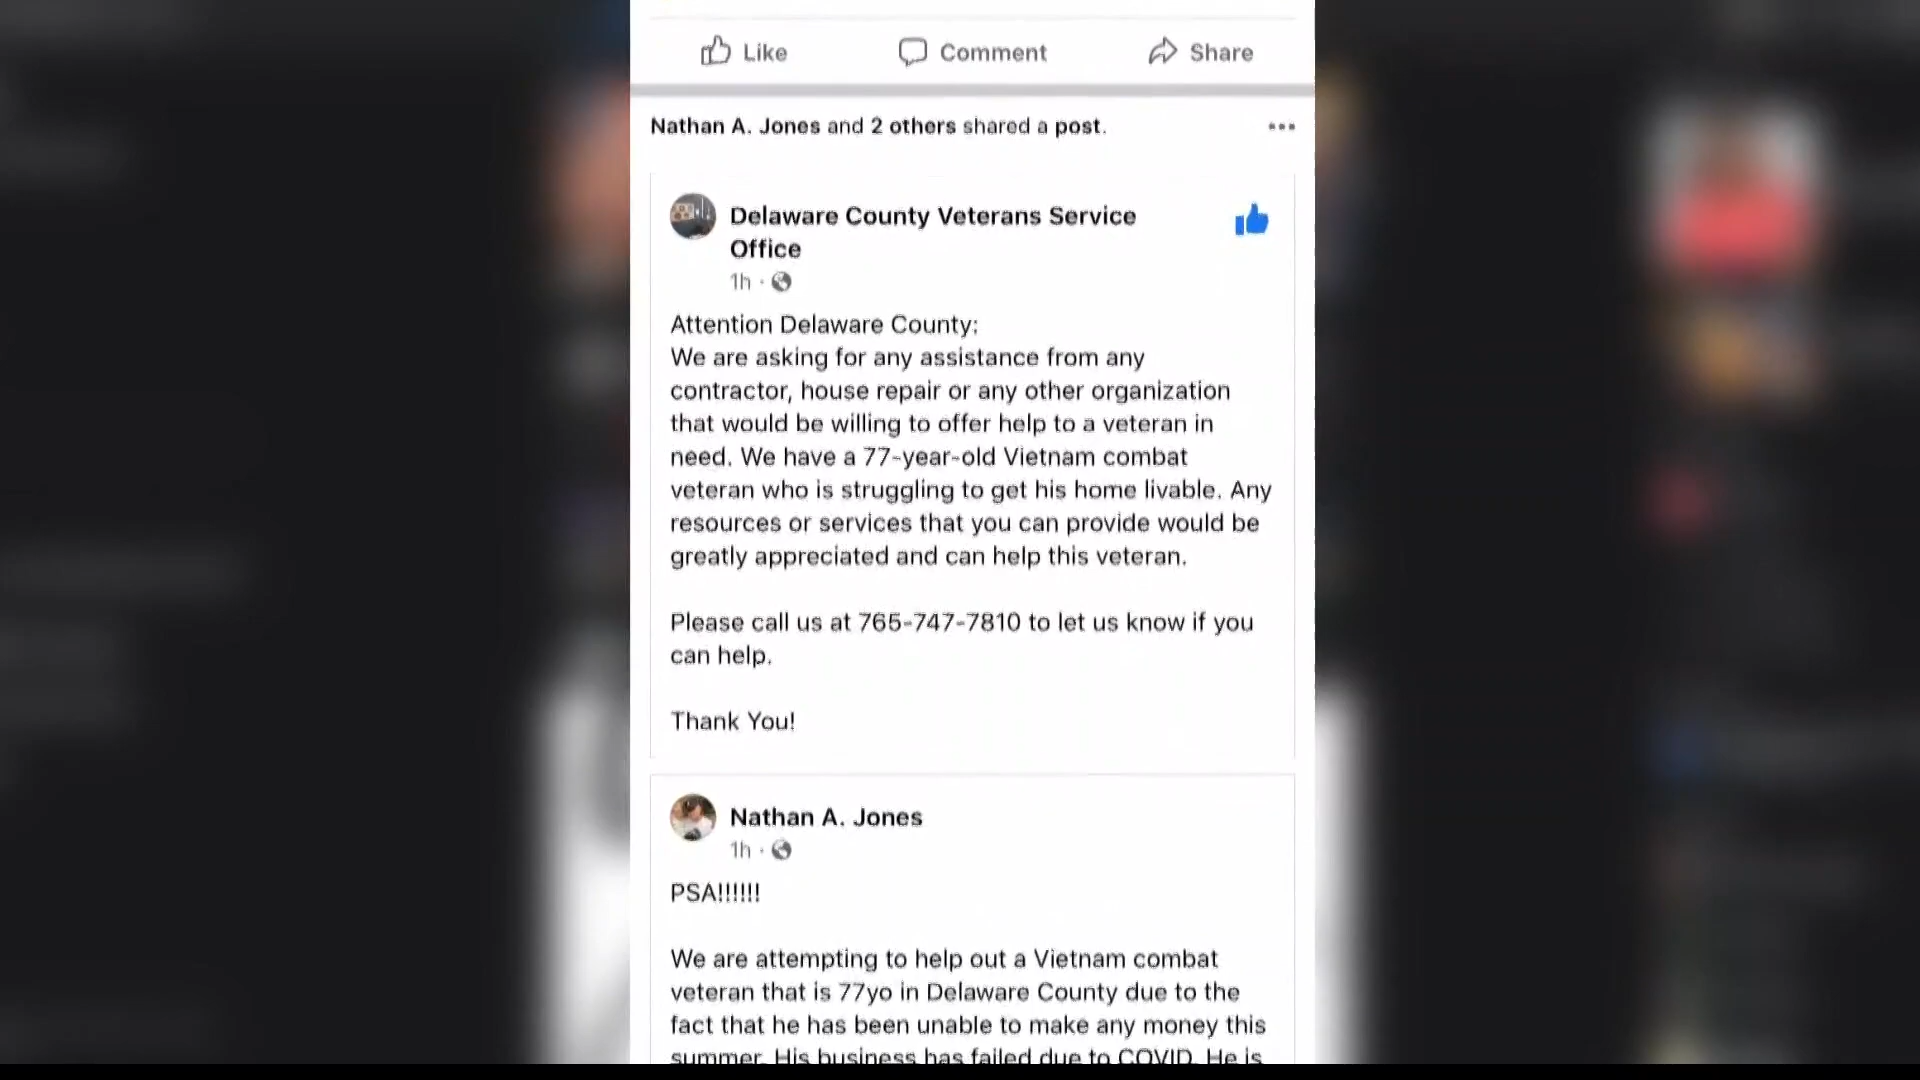 Like Comment Share
Nathan A. Jones and 2 others shared a post.
Delaware County Veterans Service
Office
1h ·
Attention Delaware County:
We are asking for any assistance from any
contractor, house repair or any other organization
that would be willing to offer help to a veteran in
need. We have a 77-year-old Vietnam combat
veteran who is struggling to get his home livable. Any
resources or services that you can provide would be
greatly appreciated and can help this veteran.
Please call us at 765-747-7810 to let us know if you
can help.
Thank You!
Nathan A. Jones
1h ·
PSA!!!!!!
We are attempting to help out a Vietnam combat
veteran that is 77yo in Delaware County due to the
fact that he has been unable to make any money this
summer. His business has failed due to COVID. He is